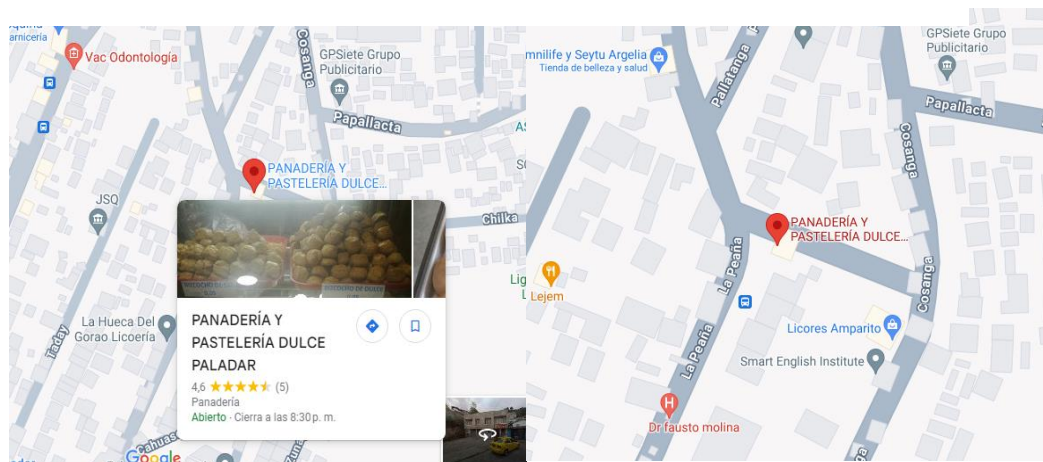 arnicería
Vac Odontología
Cosanga
GPSiete Grupo
Publicitario
Papallacta
PANADERÍA Y
PASTELERÍA DULCE...
JSQ
Chilka
La Hueca Del
Gorao Licoería
Taday
PANADERÍA Y
PASTELERÍA DULCE
PALADAR
4,6
(5)
Panadería
Abierto · Cierra a las 8:30 p. m.
Google
mnilife y Seytu Argelia
Tienda de belleza y salud
Pallatanga
GPSiete Grupo
Publicitario
Papallacta
Cosanga
PANADERÍA Y
PASTELERÍA DULCE...
La Peaña
Lejem
Cosanga
Licores Amparito
Smart English Institute
La Peaña
H
Dr fausto molina